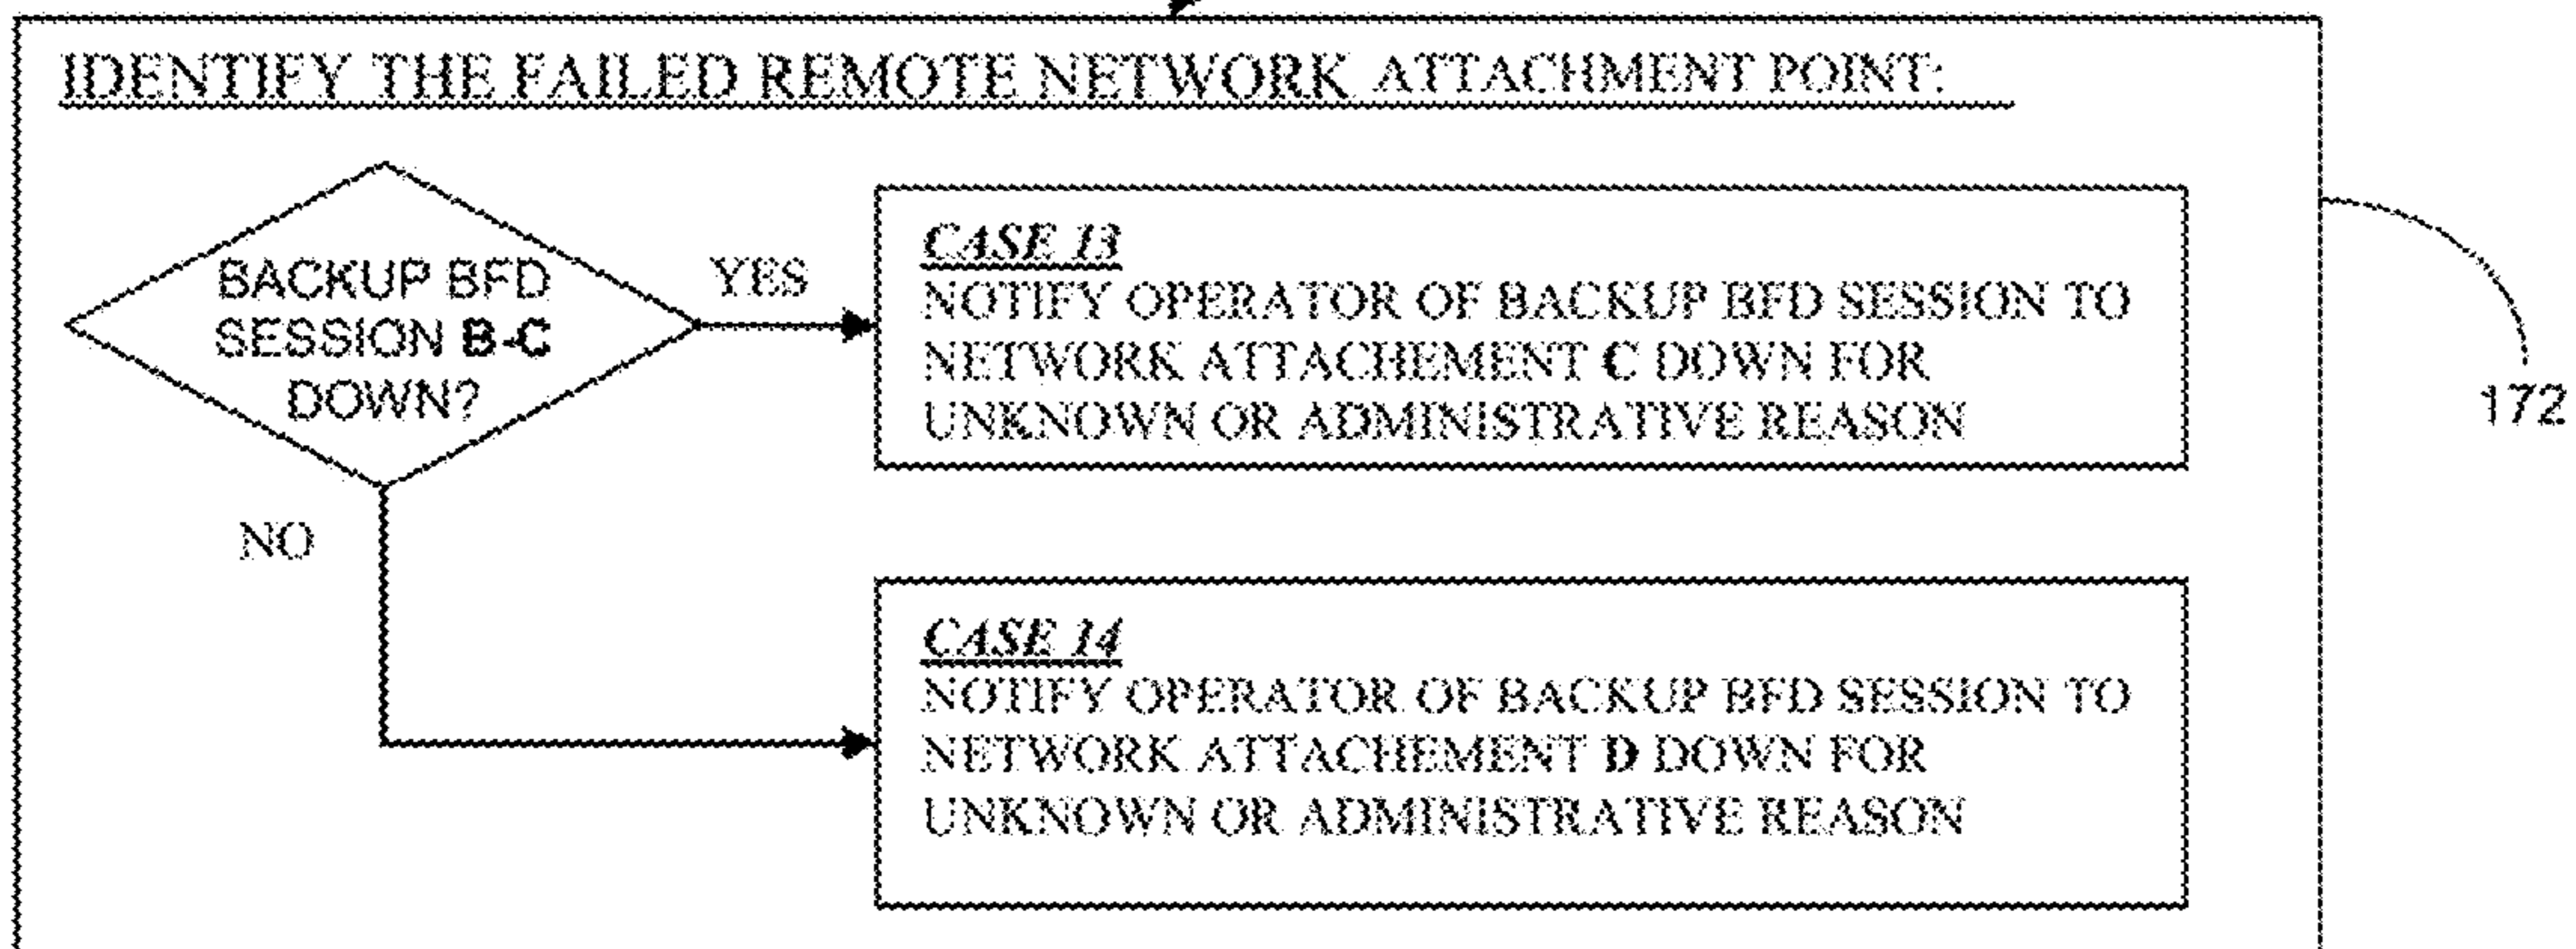 IDENTIFY THE FAILED REMOTE NETWORK ATTACHMENT POINT:
BACKUP BFD
SESSION B-C
DOWN?
YES
CASE 13
NOTIFY OPERATOR OF BACKUP BFD SESSION TO
NETWORK ATTACHEMENT C DOWN FOR
UNKNOWN OR ADMINISTRATIVE REASON
172
NO
CASE 14
NOTIFY OPERATOR OF BACKUP BFD SESSION TO
NETWORK ATTACHEMENT D DOWN FOR
UNKNOWN OR ADMINISTRATIVE REASON